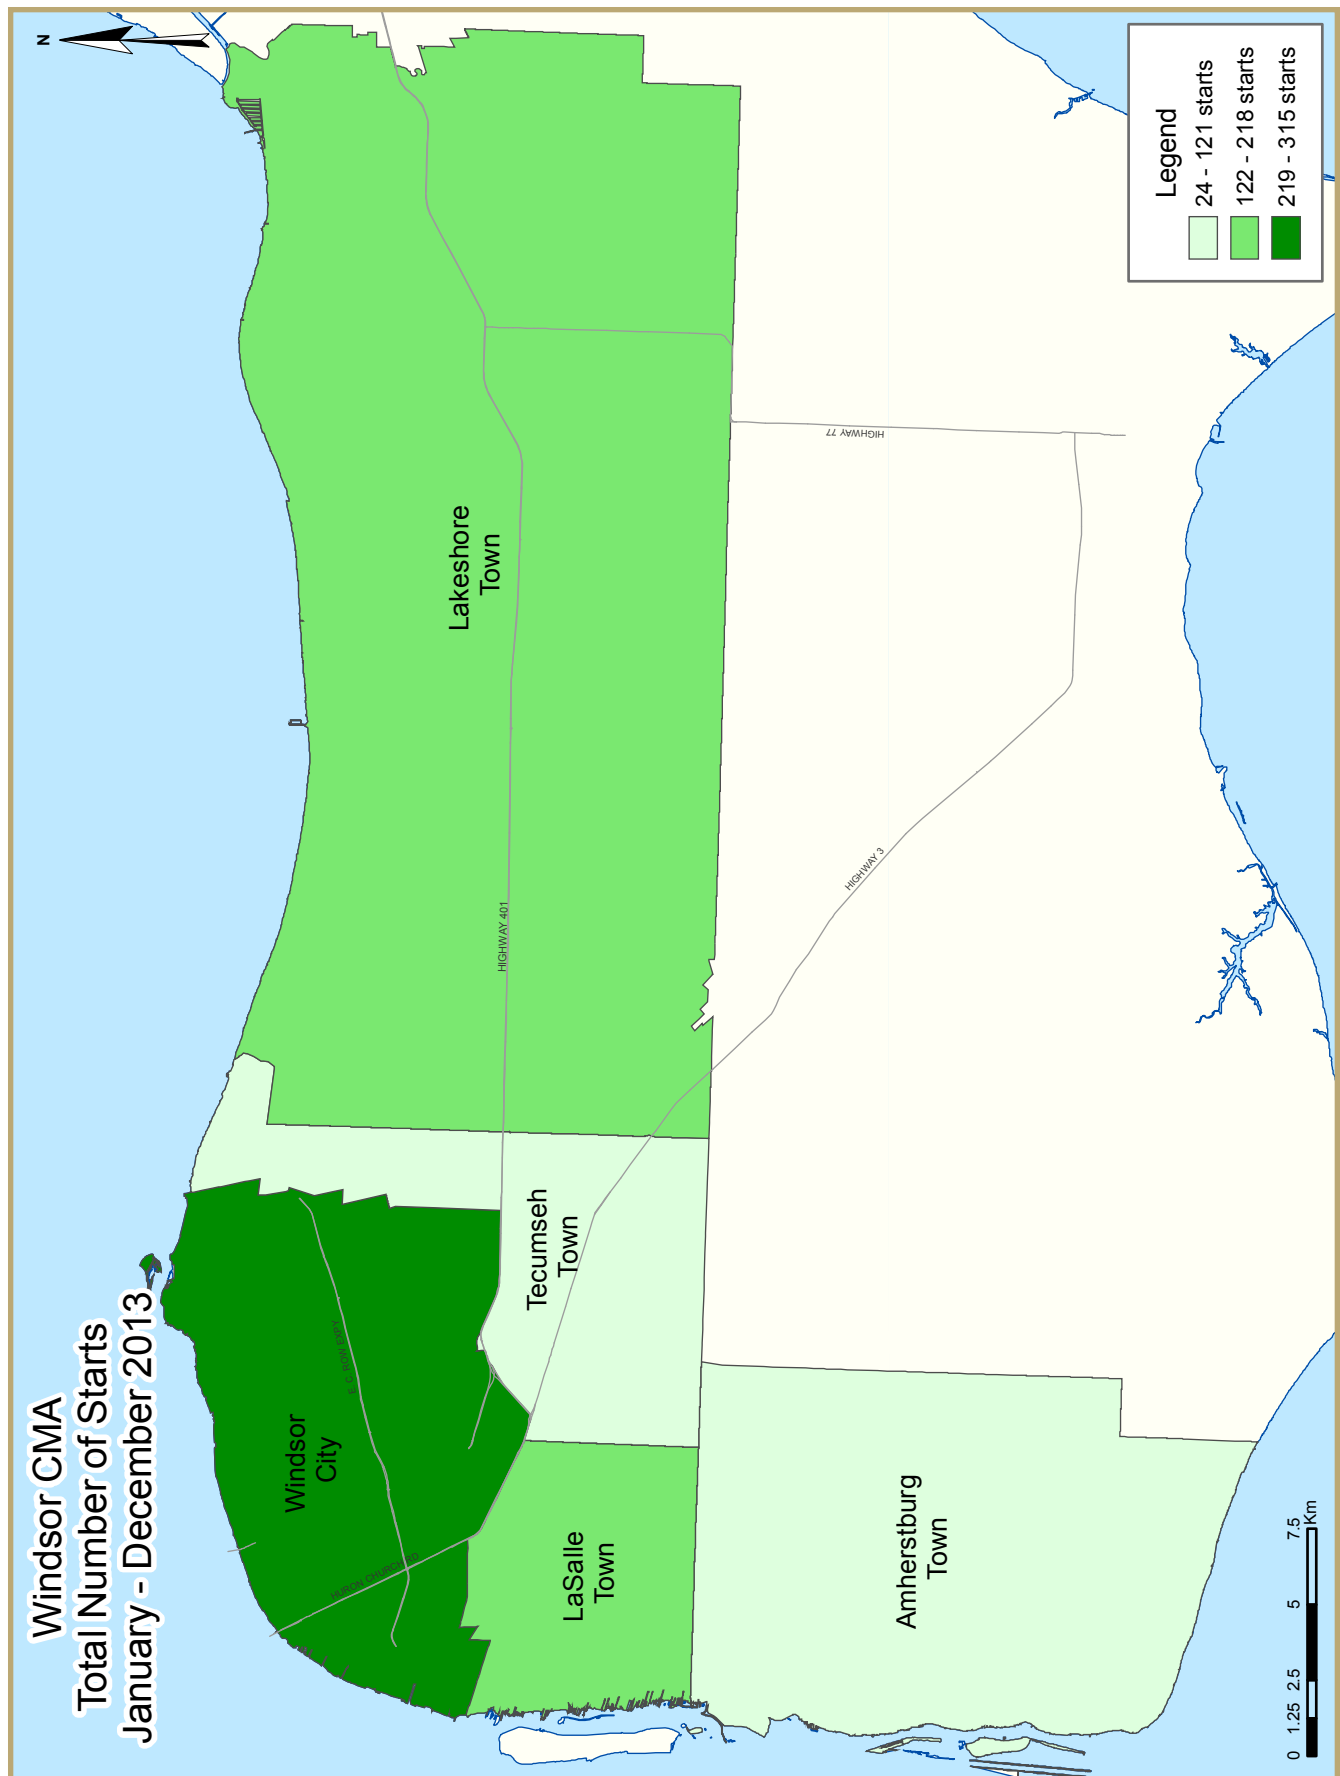 Windsor CMA
Total Number of Starts
January - December 2013
N
Windsor
City
E. C. ROW EXPY
HURON CHURCH RD
LaSalle
Town
Tecumseh
Town
Lakeshore
Town
Amherstburg
Town
HIGHWAY 401
HIGHWAY 3
HIGHWAY 77
Legend
24 - 121 starts
122 - 218 starts
219 - 315 starts
0 1.25 2.5 5 7.5
Km